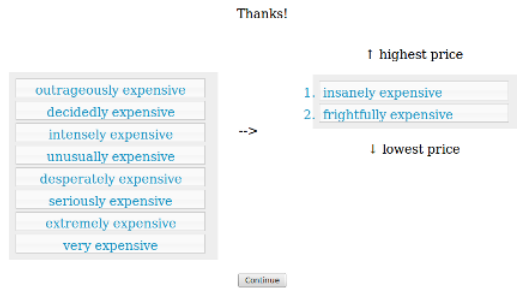 Thanks!
↑ highest price
outrageously expensive
decidedly expensive
intensely expensive
unusually expensive
desperately expensive
seriously expensive
extremely expensive
very expensive
-->
1. insanely expensive
2. frightfully expensive
↓ lowest price
Continue